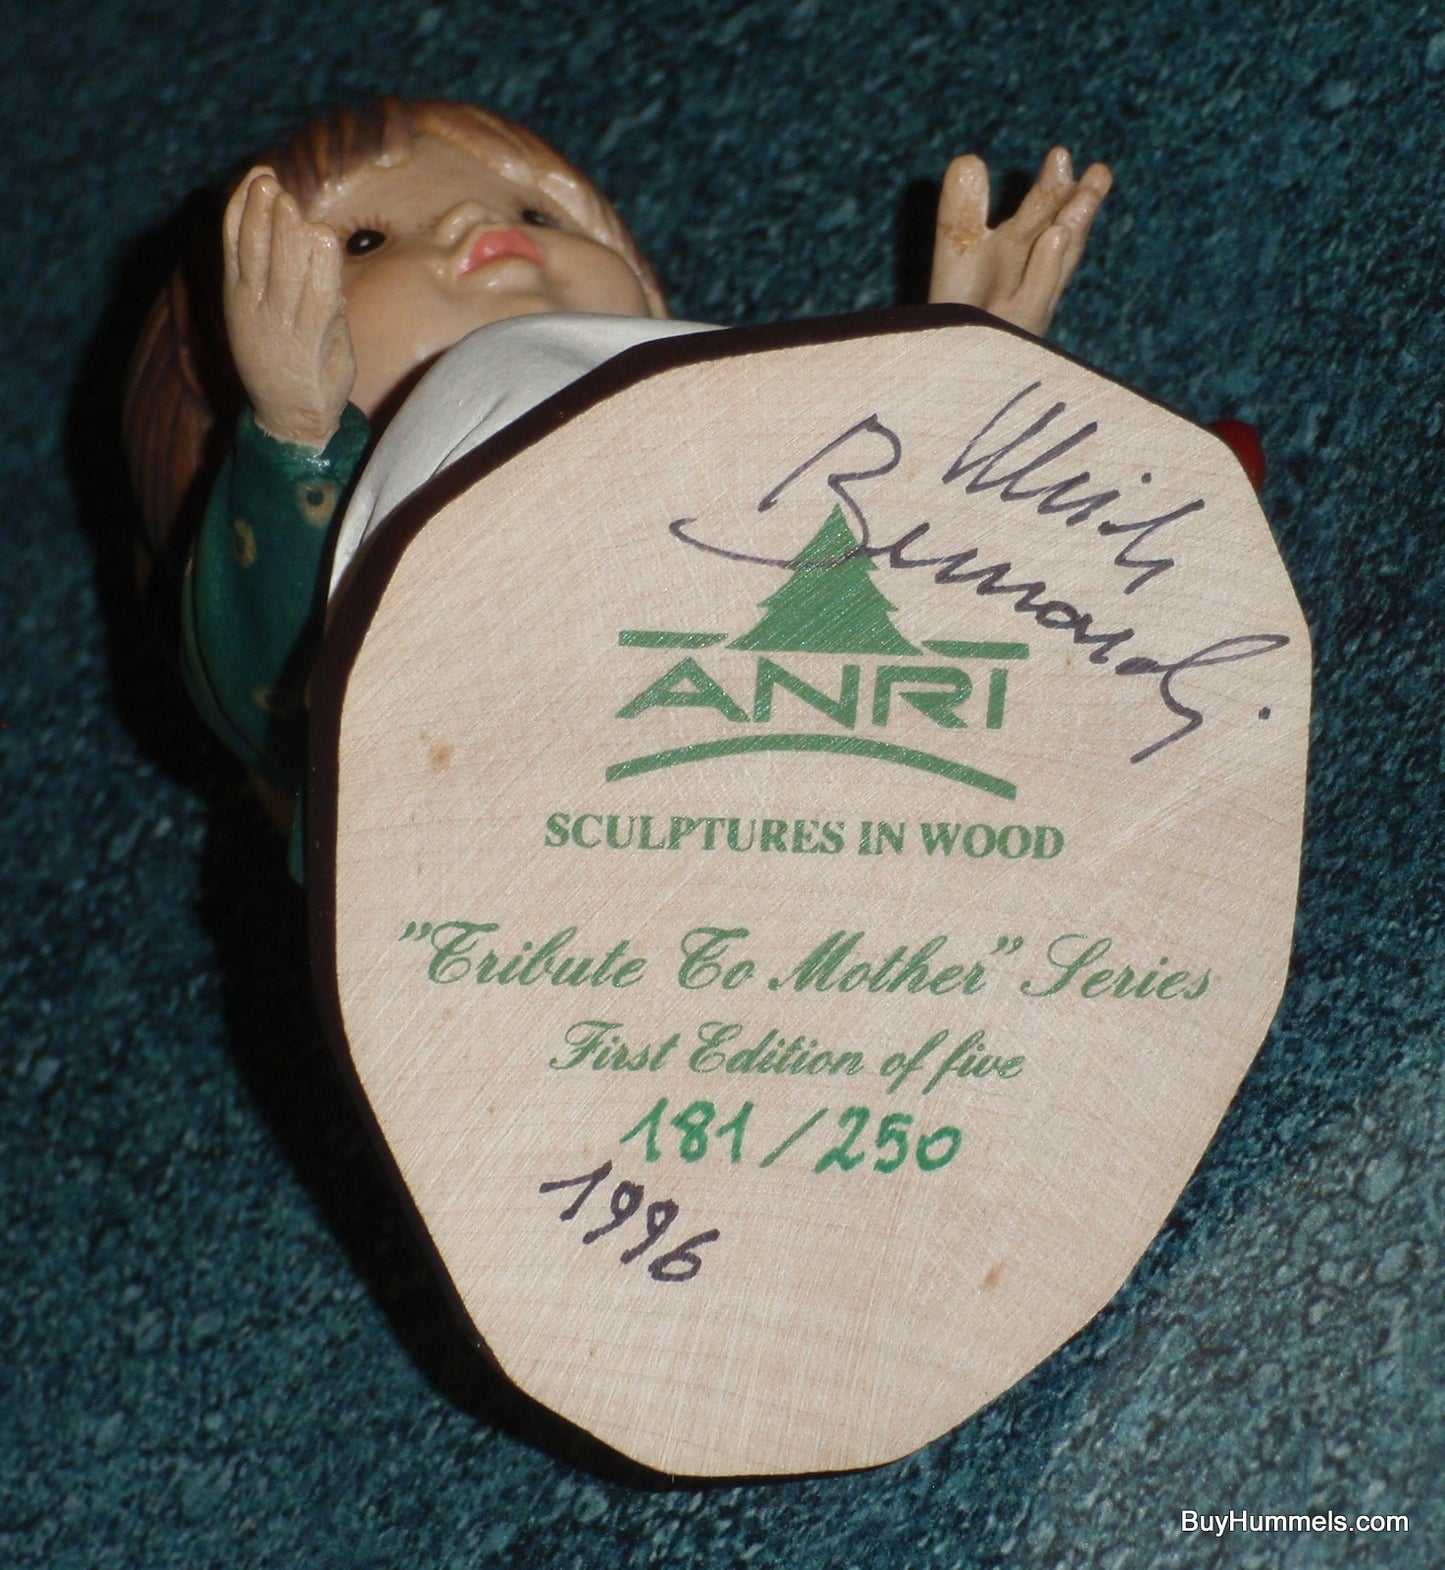 Ulrich
Bernardi
ANRI
SCULPTURES IN WOOD
"Tribute To Mother" Series
First Edition of five
181/250
1996
BuyHummels.com